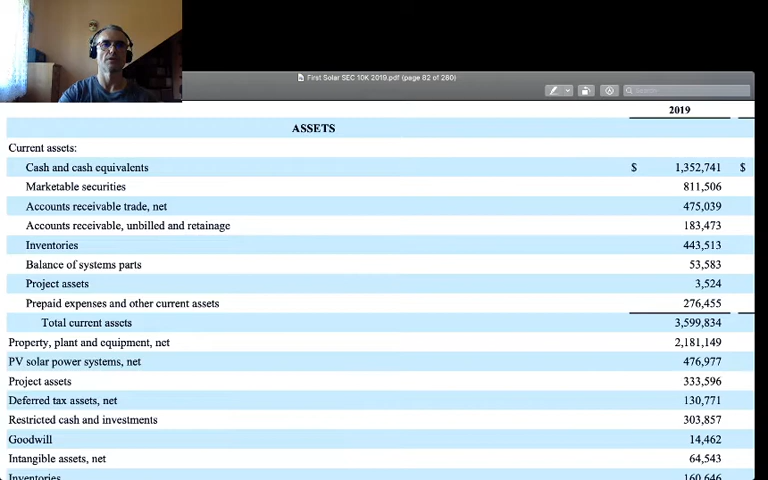 First Solar SEC 10K 2019.pdf (page 82 of 280)
Search
2019
ASSETS
Current assets:
Cash and cash equivalents $ 1,352,741 $
Marketable securities 811,506
Accounts receivable trade, net 475,039
Accounts receivable, unbilled and retainage 183,473
Inventories 443,513
Balance of systems parts 53,583
Project assets 3,524
Prepaid expenses and other current assets 276,455
Total current assets 3,599,834
Property, plant and equipment, net 2,181,149
PV solar power systems, net 476,977
Project assets 333,596
Deferred tax assets, net 130,771
Restricted cash and investments 303,857
Goodwill 14,462
Intangible assets, net 64,543
Inventories 160,646